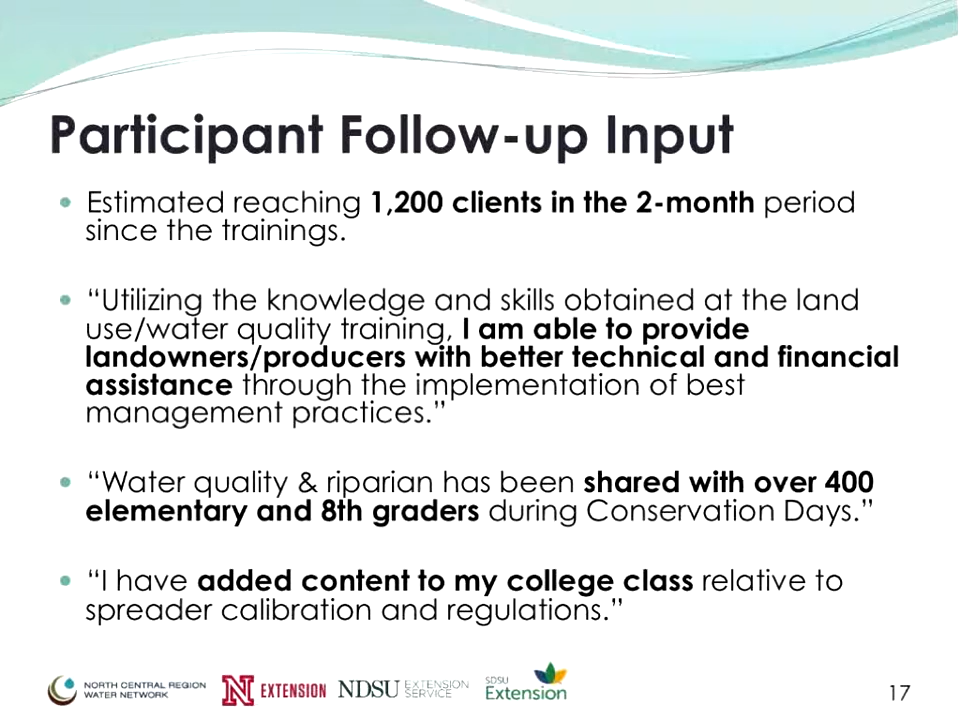 Participant Follow-up Input
• Estimated reaching 1,200 clients in the 2-month period
since the trainings.
• “Utilizing the knowledge and skills obtained at the land
use/water quality training, I am able to provide
landowners/producers with better technical and financial
assistance through the implementation of best
management practices.”
• “Water quality & riparian has been shared with over 400
elementary and 8th graders during Conservation Days.”
• “I have added content to my college class relative to
spreader calibration and regulations.”
NORTH CENTRAL REGION
WATER NETWORK
N EXTENSION
NDSU EXTENSION
SERVICE
SDSU
Extension
17